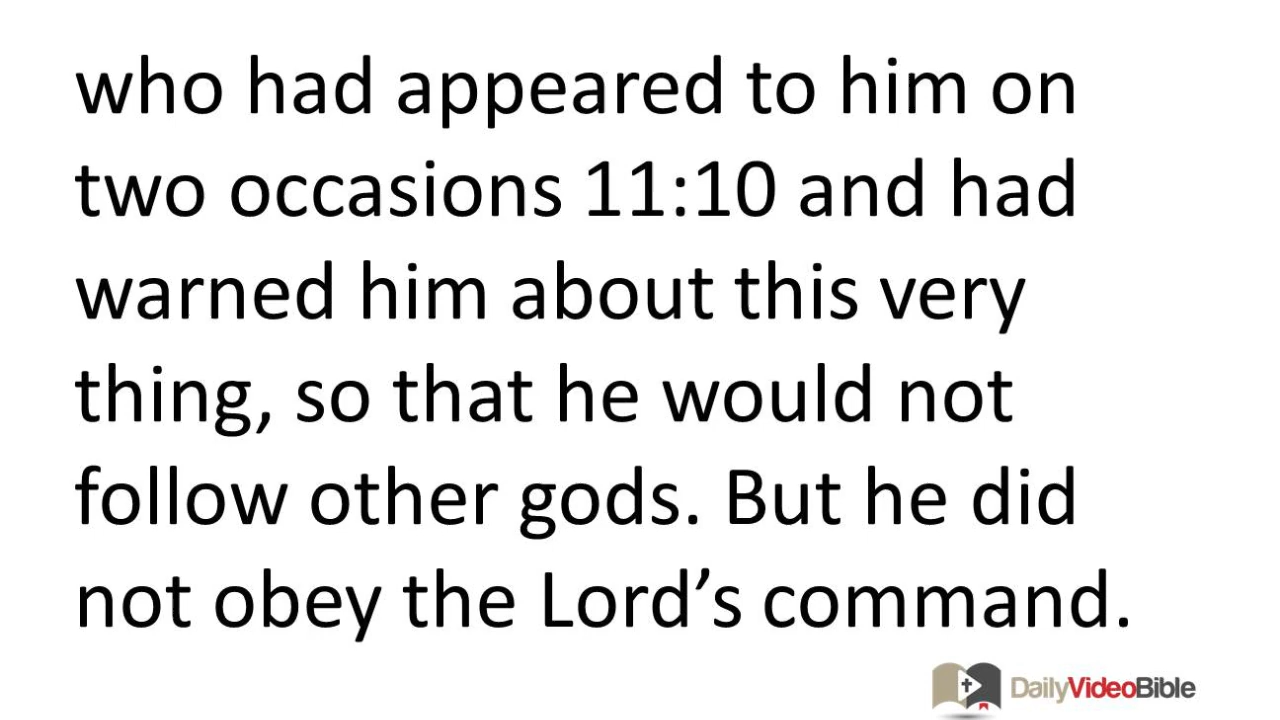 who had appeared to him on
two occasions 11:10 and had
warned him about this very
thing, so that he would not
follow other gods. But he did
not obey the Lord’s command.
DailyVideoBible